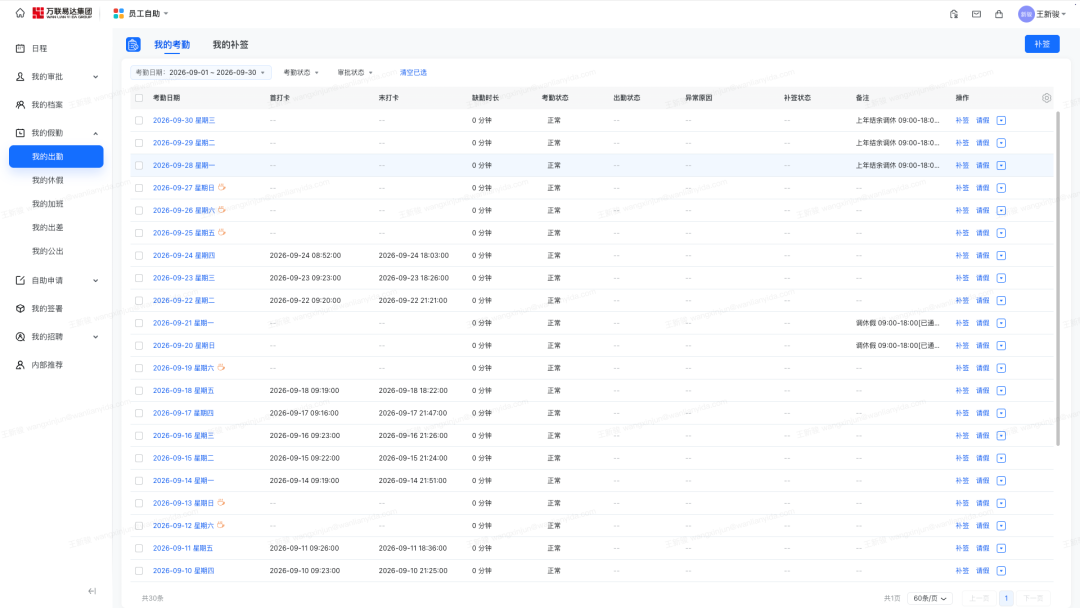 万联易达集团
WAN LIAN YI DA GROUP
员工自助
王新骏
日程
我的审批
我的档案
我的假勤
我的出勤
我的休假
我的加班
我的出差
我的公出
自助申请
我的签署
我的招聘
内部推荐
我的考勤 我的补签 补签
考勤日期: 2026-09-01 ~ 2026-09-30 考勤状态 审批状态 清空已选
考勤日期 首打卡 末打卡 缺勤时长 考勤状态 出勤状态 异常原因 补签状态 备注 操作
2026-09-30 星期三 -- -- 0 分钟 正常 -- -- -- 上年结余调休 09:00-18:0... 补签 请假
2026-09-29 星期二 -- -- 0 分钟 正常 -- -- -- 上年结余调休 09:00-18:0... 补签 请假
2026-09-28 星期一 -- -- 0 分钟 正常 -- -- -- 上年结余调休 09:00-18:0... 补签 请假
2026-09-27 星期日 -- -- 0 分钟 正常 -- -- -- -- 补签 请假
2026-09-26 星期六 -- -- 0 分钟 正常 -- -- -- -- 补签 请假
2026-09-25 星期五 -- -- 0 分钟 正常 -- -- -- -- 补签 请假
2026-09-24 星期四 2026-09-24 08:52:00 2026-09-24 18:03:00 0 分钟 正常 -- -- -- -- 补签 请假
2026-09-23 星期三 2026-09-23 09:23:00 2026-09-23 18:26:00 0 分钟 正常 -- -- -- -- 补签 请假
2026-09-22 星期二 2026-09-22 09:20:00 2026-09-22 21:21:00 0 分钟 正常 -- -- -- -- 补签 请假
2026-09-21 星期一 -- -- 0 分钟 正常 -- -- -- 调休假 09:00-18:00[已通... 补签 请假
2026-09-20 星期日 -- -- 0 分钟 正常 -- -- -- 调休假 09:00-18:00[已通... 补签 请假
2026-09-19 星期六 -- -- 0 分钟 正常 -- -- -- -- 补签 请假
2026-09-18 星期五 2026-09-18 09:19:00 2026-09-18 18:22:00 0 分钟 正常 -- -- -- -- 补签 请假
2026-09-17 星期四 2026-09-17 09:16:00 2026-09-17 21:47:00 0 分钟 正常 -- -- -- -- 补签 请假
2026-09-16 星期三 2026-09-16 09:23:00 2026-09-16 21:26:00 0 分钟 正常 -- -- -- -- 补签 请假
2026-09-15 星期二 2026-09-15 09:22:00 2026-09-15 21:24:00 0 分钟 正常 -- -- -- -- 补签 请假
2026-09-14 星期一 2026-09-14 09:19:00 2026-09-14 21:51:00 0 分钟 正常 -- -- -- -- 补签 请假
2026-09-13 星期日 -- -- 0 分钟 正常 -- -- -- -- 补签 请假
2026-09-12 星期六 -- -- 0 分钟 正常 -- -- -- -- 补签 请假
2026-09-11 星期五 2026-09-11 09:26:00 2026-09-11 18:36:00 0 分钟 正常 -- -- -- -- 补签 请假
2026-09-10 星期四 2026-09-10 09:23:00 2026-09-10 21:25:00 0 分钟 正常 -- -- -- -- 补签 请假
共30条 共1页 60条/页 上一页 1 下一页